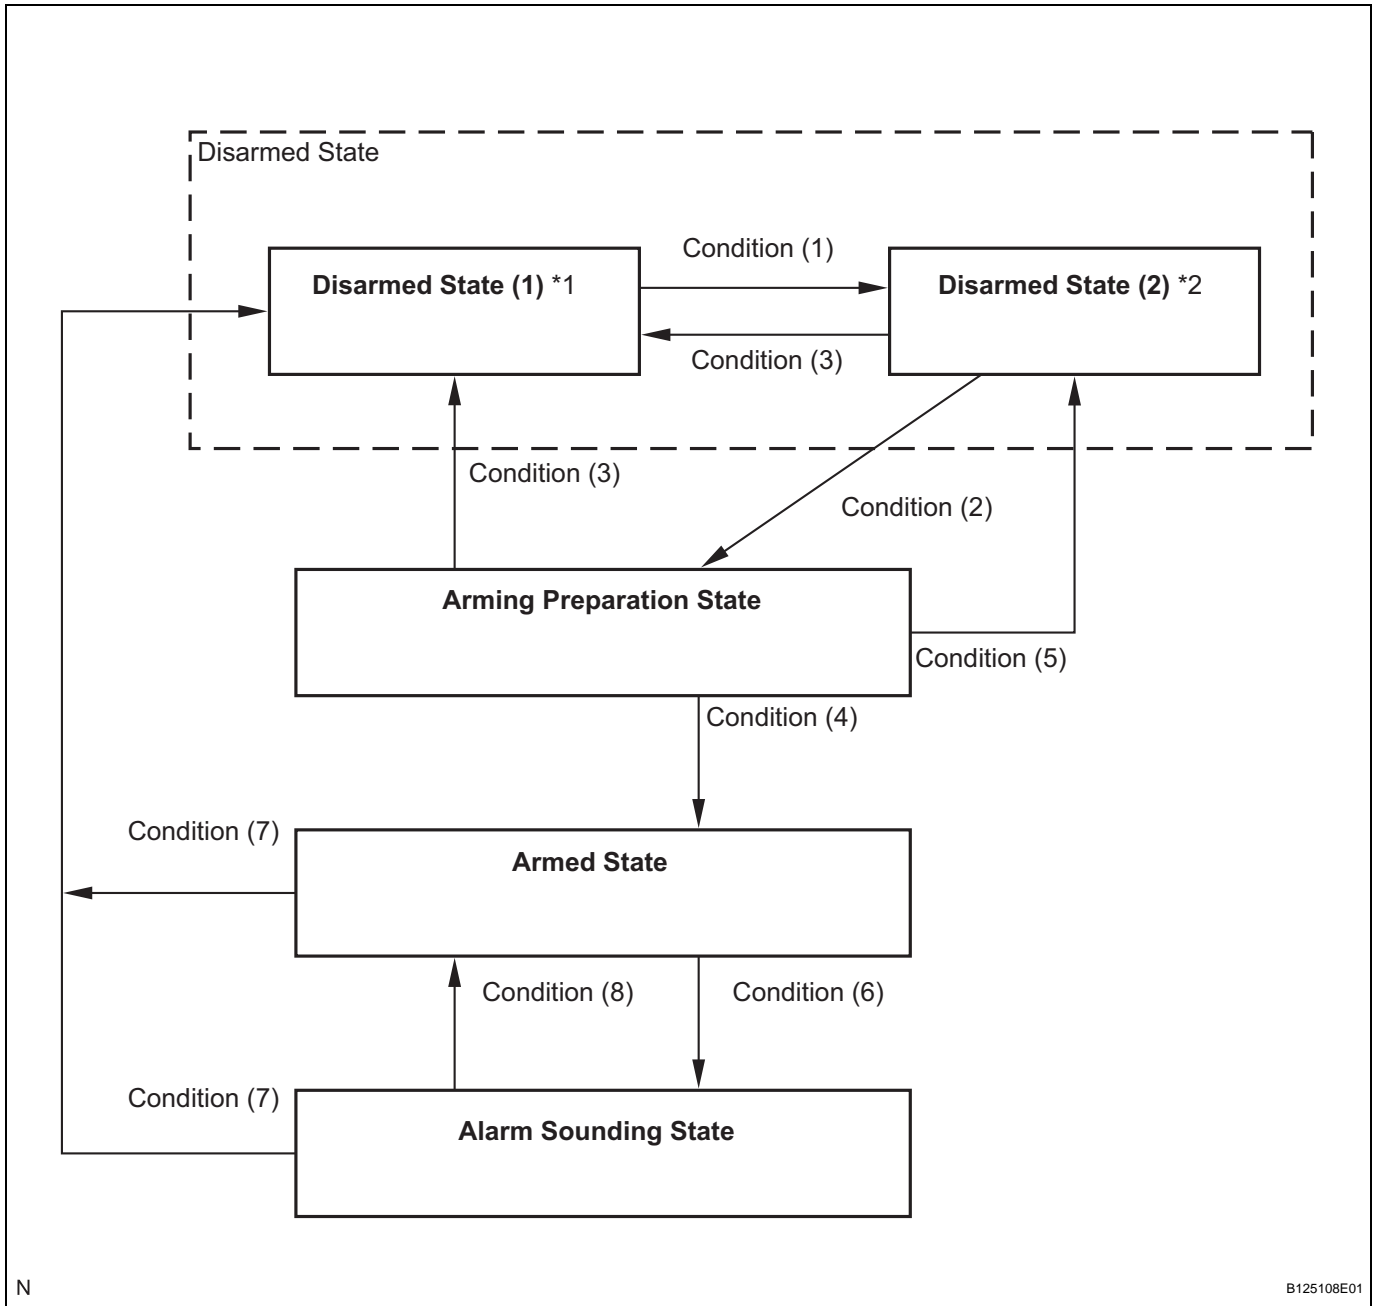 Disarmed State
Condition (1)
Disarmed State (1) *1
Disarmed State (2) *2
Condition (3)
Condition (3)
Condition (2)
Arming Preparation State
Condition (5)
Condition (4)
Condition (7)
Armed State
Condition (8)
Condition (6)
Condition (7)
Alarm Sounding State
N
B125108E01